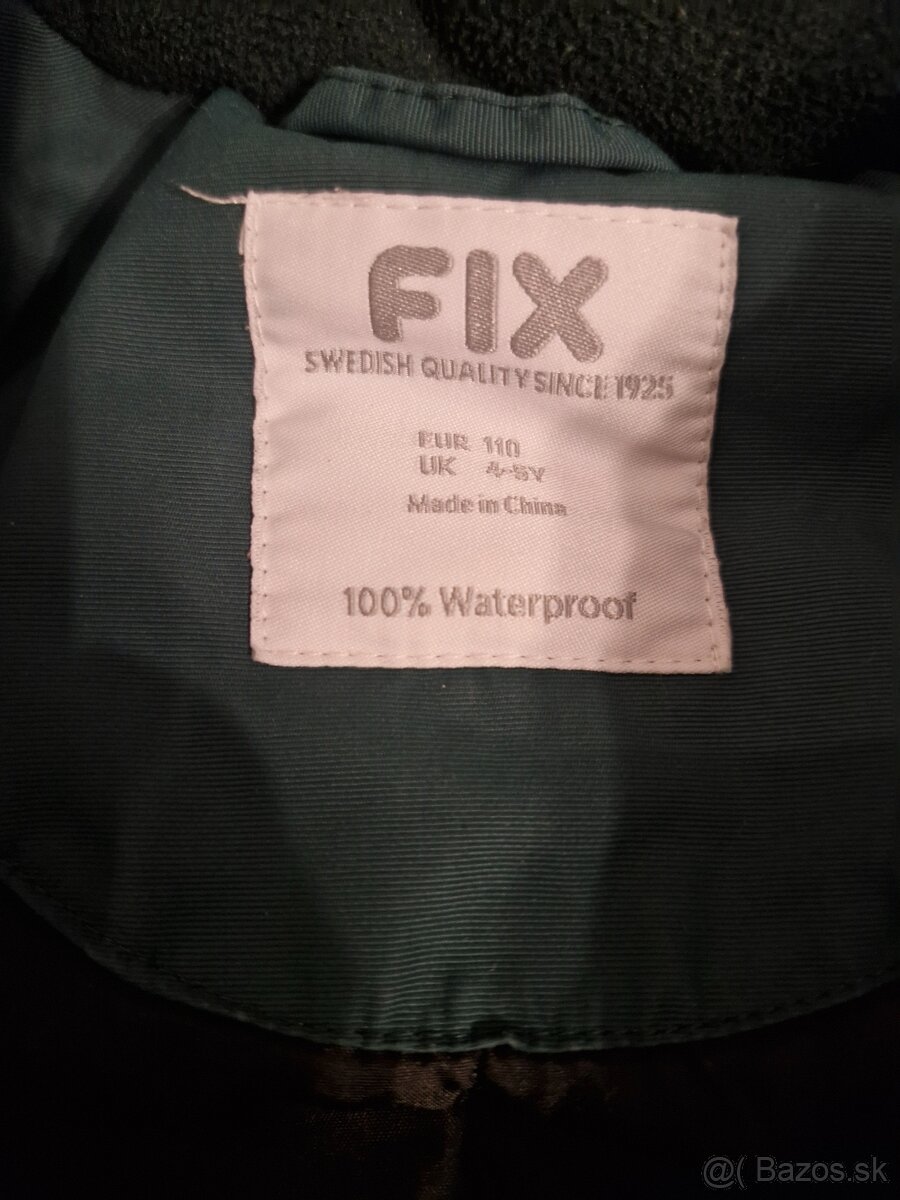 FIX
SWEDISH QUALITY SINCE 1925
EUR 110
UK 4-5Y
Made in China
100% Waterproof
@( Bazos.sk